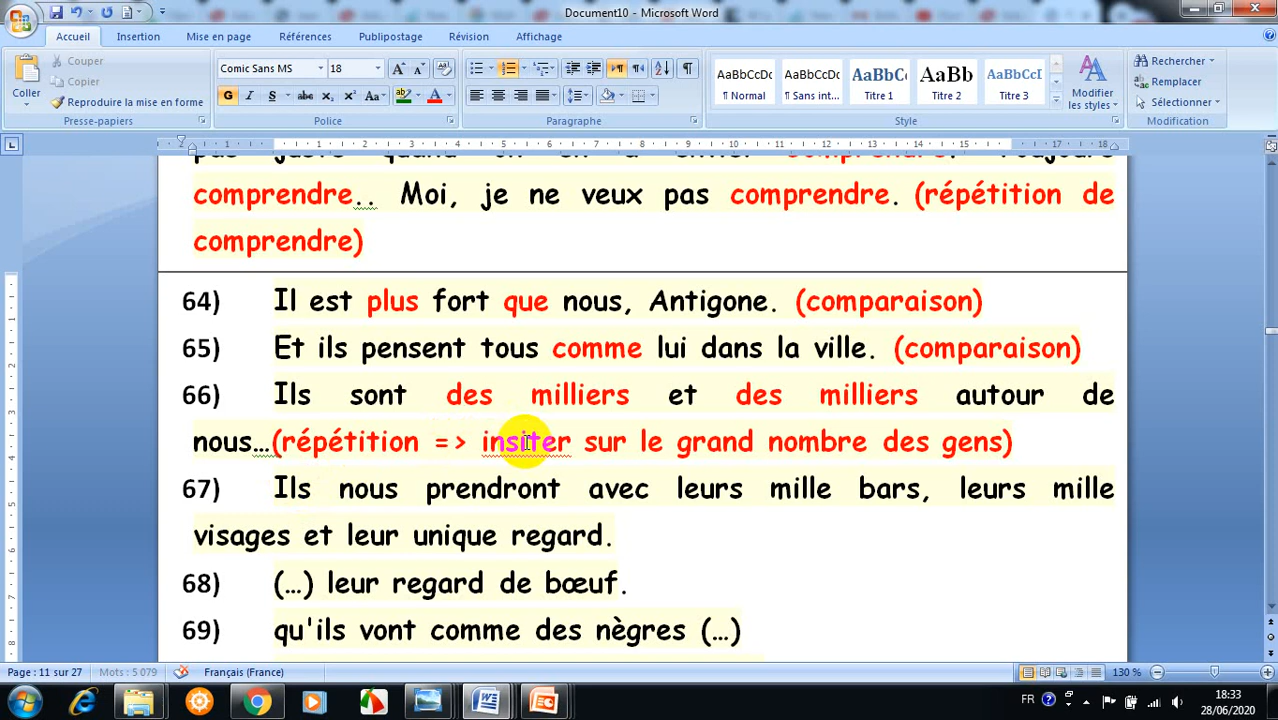 Document10 - Microsoft Word
Accueil Insertion Mise en page Références Publipostage Révision Affichage
Coller
Couper
Copier
Reproduire la mise en forme
Presse-papiers
Comic Sans MS 18
G I S abc x₂ x² Aa
Police
Paragraphe
AaBbCcDc AaBbCcDc AaBbC AaBb AaBbCcI
¶ Normal ¶ Sans int... Titre 1 Titre 2 Titre 3
Modifier les styles
Style
Rechercher
Remplacer
Sélectionner
Modification
comprendre.. Moi, je ne veux pas comprendre. (répétition de
comprendre)
64) Il est plus fort que nous, Antigone. (comparaison)
65) Et ils pensent tous comme lui dans la ville. (comparaison)
66) Ils sont des milliers et des milliers autour de
nous…(répétition => insiter sur le grand nombre des gens)
67) Ils nous prendront avec leurs mille bars, leurs mille
visages et leur unique regard.
68) (…) leur regard de bœuf.
69) qu'ils vont comme des nègres (…)
Page : 11 sur 27 Mots : 5 079 Français (France) 130 %
FR 18:33
28/06/2020